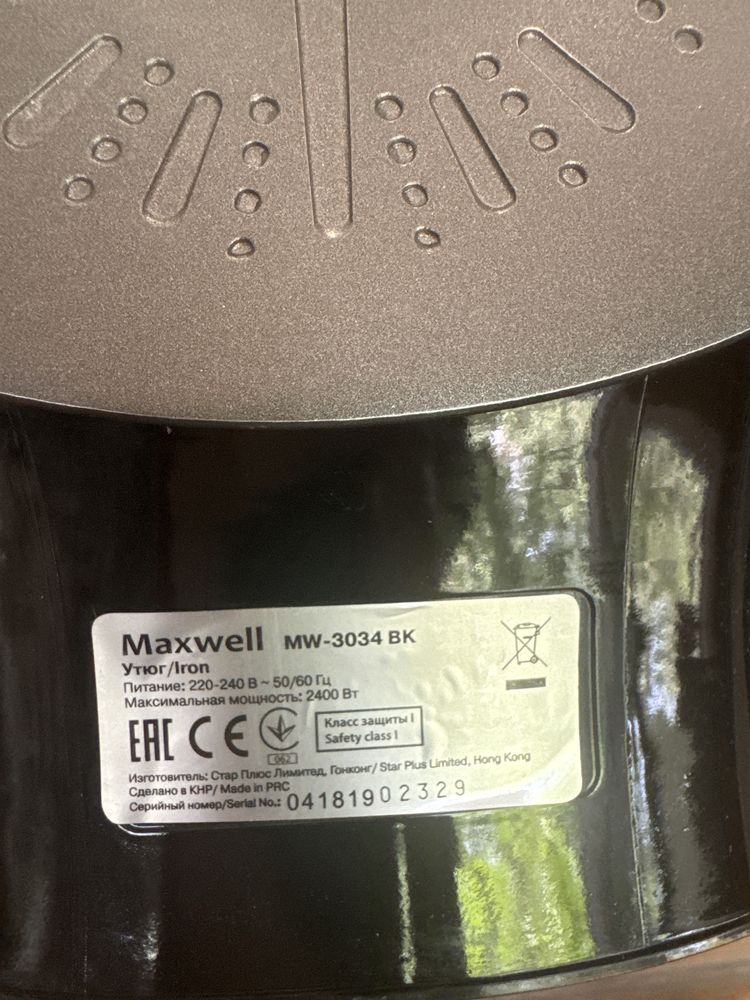 Maxwell MW-3034 BK
Утюг/Iron
Питание: 220-240 В ~ 50/60 Гц
Максимальная мощность: 2400 Вт
EAC CE
062
Класс защиты I
Safety class I
Изготовитель: Стар Плюс Лимитед, Гонконг/ Star Plus Limited, Hong Kong
Сделано в КНР/ Made in PRC
Серийный номер/Serial No.: 04181902329